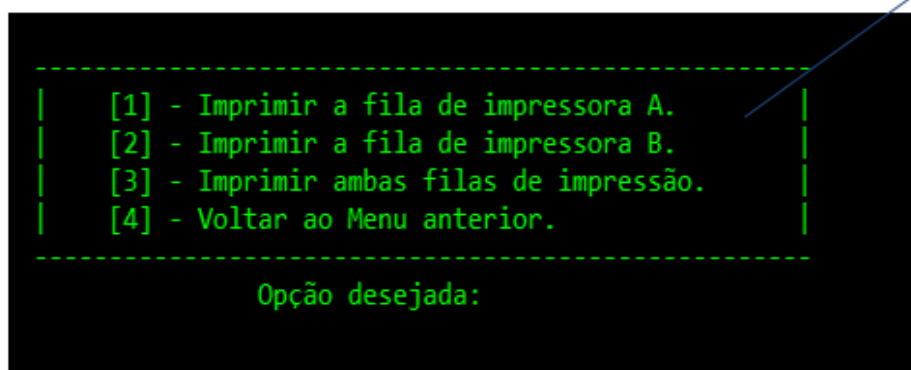 -----------------------------------------------------
| [1] - Imprimir a fila de impressora A. |
| [2] - Imprimir a fila de impressora B. |
| [3] - Imprimir ambas filas de impressão. |
| [4] - Voltar ao Menu anterior. |
-----------------------------------------------------
Opção desejada: